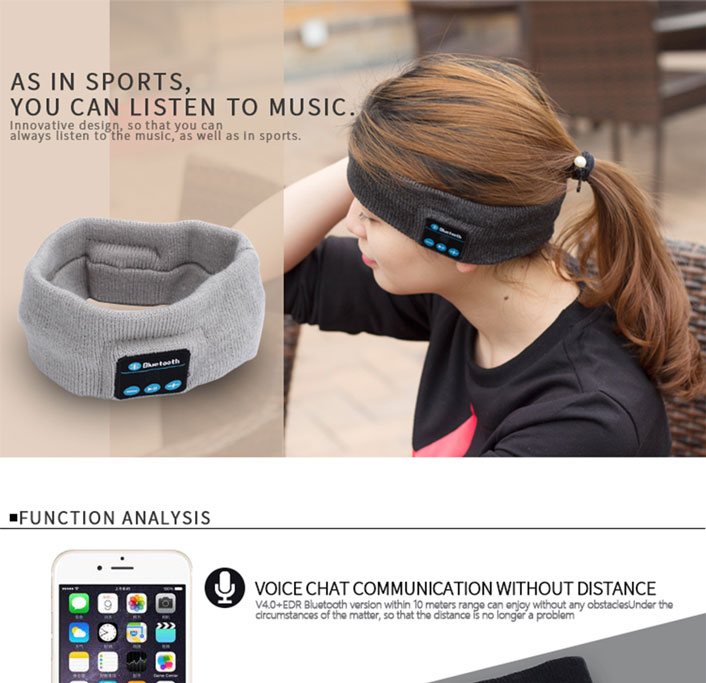 AS IN SPORTS,
YOU CAN LISTEN TO MUSIC.
Innovative design, so that you can
always listen to the music, as well as in sports.
Bluetooth
Bluetooth
■FUNCTION ANALYSIS
VOICE CHAT COMMUNICATION WITHOUT DISTANCE
V4.0+EDR Bluetooth version within 10 meters range can enjoy without any obstaclesUnder the
circumstances of the matter, so that the distance is no longer a problem